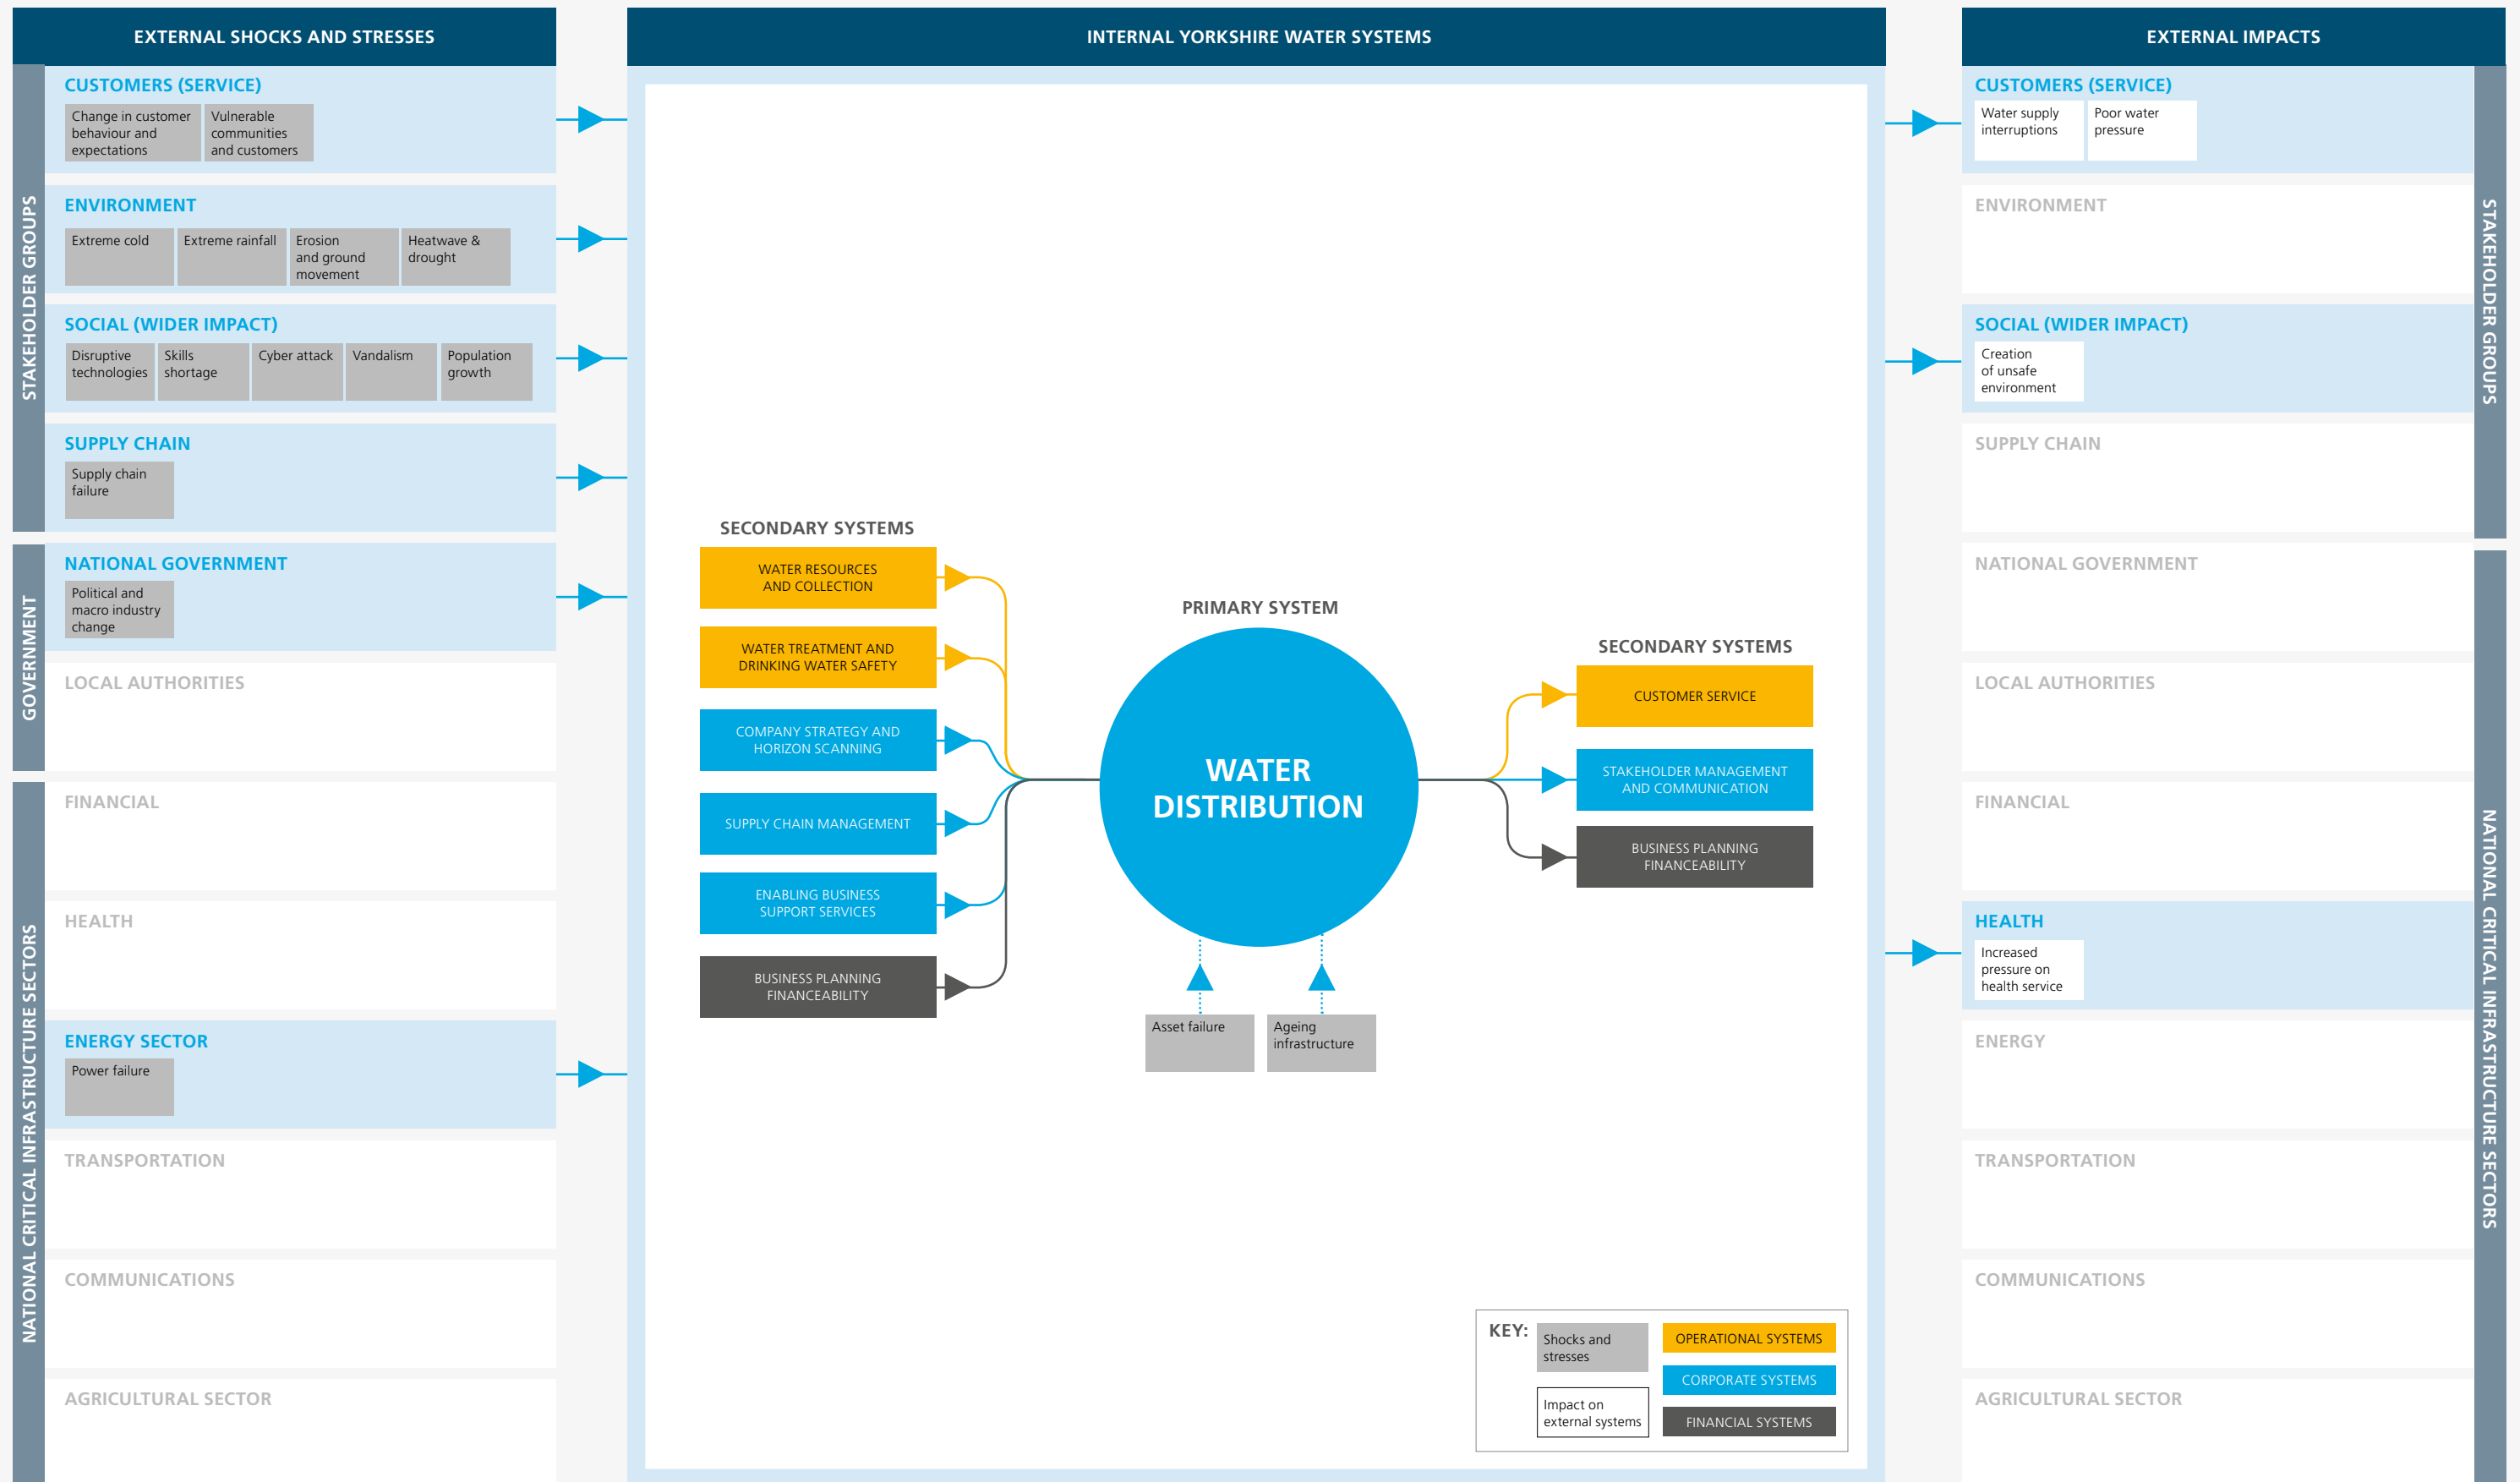 EXTERNAL SHOCKS AND STRESSES
STAKEHOLDER GROUPS
CUSTOMERS (SERVICE)
Change in customer
behaviour and
expectations
Vulnerable
communities
and customers
ENVIRONMENT
Extreme cold
Extreme rainfall
Erosion
and ground
movement
Heatwave &
drought
SOCIAL (WIDER IMPACT)
Disruptive
technologies
Skills
shortage
Cyber attack
Vandalism
Population
growth
SUPPLY CHAIN
Supply chain
failure
GOVERNMENT
NATIONAL GOVERNMENT
Political and
macro industry
change
LOCAL AUTHORITIES
NATIONAL CRITICAL INFRASTRUCTURE SECTORS
FINANCIAL
HEALTH
ENERGY SECTOR
Power failure
TRANSPORTATION
COMMUNICATIONS
AGRICULTURAL SECTOR
INTERNAL YORKSHIRE WATER SYSTEMS
SECONDARY SYSTEMS
WATER RESOURCES
AND COLLECTION
WATER TREATMENT AND
DRINKING WATER SAFETY
COMPANY STRATEGY AND
HORIZON SCANNING
SUPPLY CHAIN MANAGEMENT
ENABLING BUSINESS
SUPPORT SERVICES
BUSINESS PLANNING
FINANCEABILITY
PRIMARY SYSTEM
WATER
DISTRIBUTION
Asset failure
Ageing
infrastructure
SECONDARY SYSTEMS
CUSTOMER SERVICE
STAKEHOLDER MANAGEMENT
AND COMMUNICATION
BUSINESS PLANNING
FINANCEABILITY
KEY:
Shocks and
stresses
Impact on
external systems
OPERATIONAL SYSTEMS
CORPORATE SYSTEMS
FINANCIAL SYSTEMS
EXTERNAL IMPACTS
STAKEHOLDER GROUPS
CUSTOMERS (SERVICE)
Water supply
interruptions
Poor water
pressure
ENVIRONMENT
SOCIAL (WIDER IMPACT)
Creation
of unsafe
environment
SUPPLY CHAIN
NATIONAL CRITICAL INFRASTRUCTURE SECTORS
NATIONAL GOVERNMENT
LOCAL AUTHORITIES
FINANCIAL
HEALTH
Increased
pressure on
health service
ENERGY
TRANSPORTATION
COMMUNICATIONS
AGRICULTURAL SECTOR